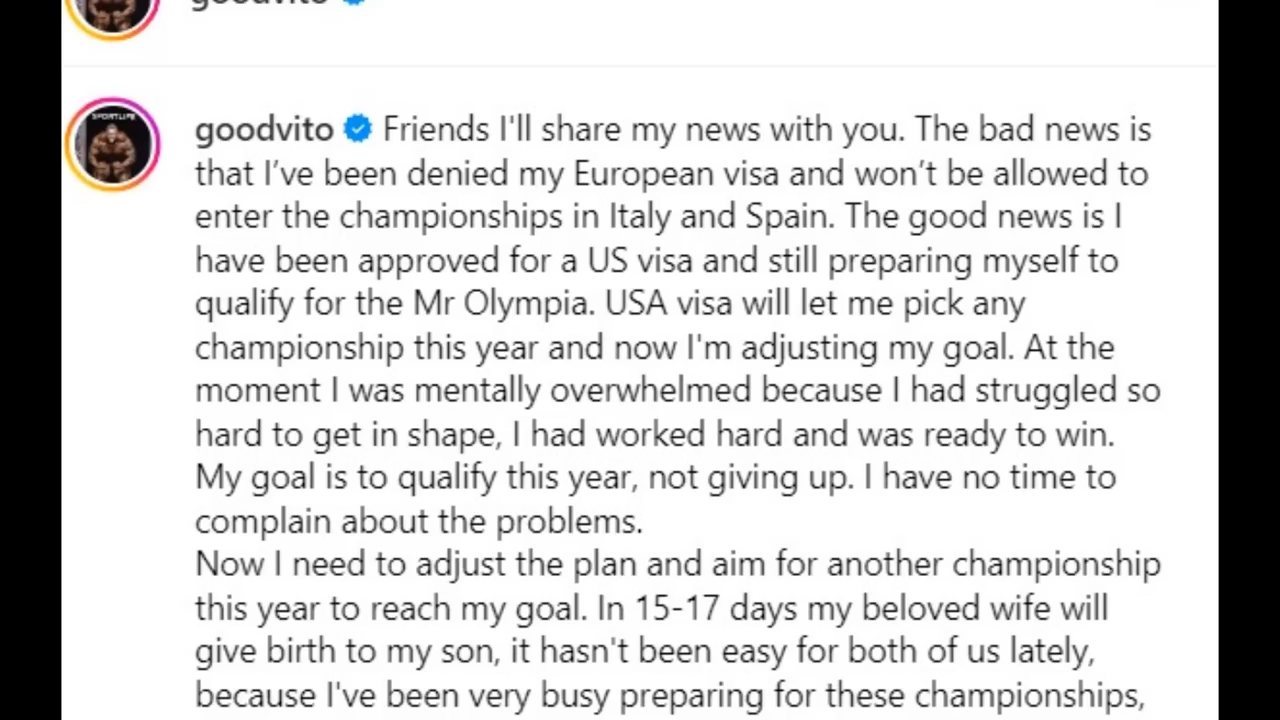 goodvito
SPORTLIFE
goodvito Friends I'll share my news with you. The bad news is
that I’ve been denied my European visa and won’t be allowed to
enter the championships in Italy and Spain. The good news is I
have been approved for a US visa and still preparing myself to
qualify for the Mr Olympia. USA visa will let me pick any
championship this year and now I'm adjusting my goal. At the
moment I was mentally overwhelmed because I had struggled so
hard to get in shape, I had worked hard and was ready to win.
My goal is to qualify this year, not giving up. I have no time to
complain about the problems.
Now I need to adjust the plan and aim for another championship
this year to reach my goal. In 15-17 days my beloved wife will
give birth to my son, it hasn't been easy for both of us lately,
because I've been very busy preparing for these championships,